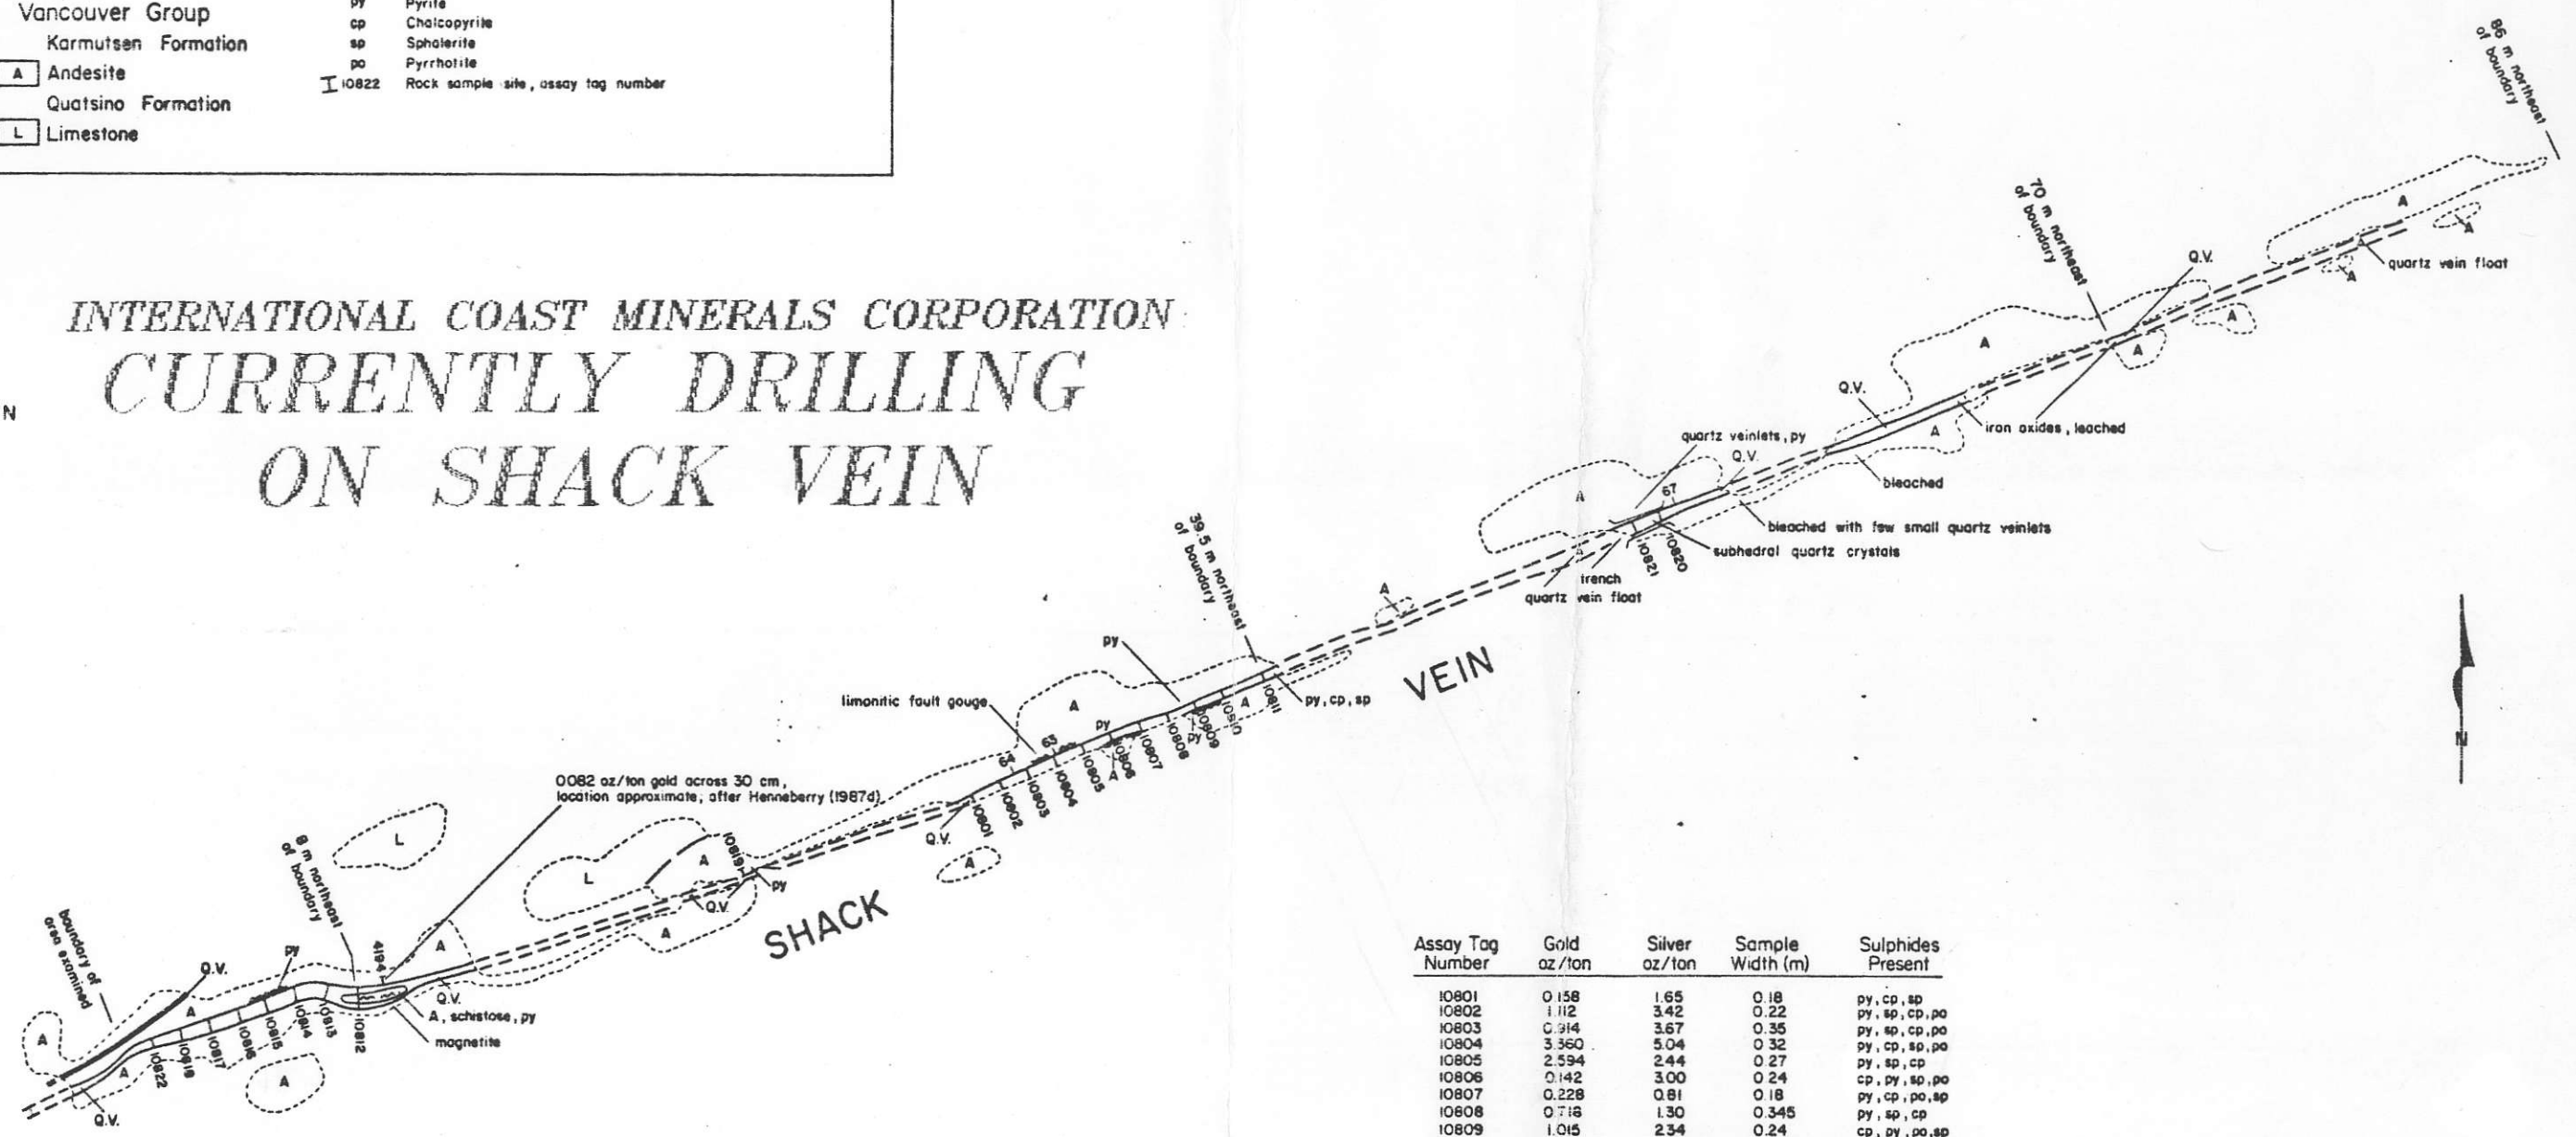 Vancouver Group
Karmutsen Formation
A Andesite
Quatsino Formation
L Limestone
py Pyrite
cp Chalcopyrite
sp Sphalerite
po Pyrrhotite
10822 Rock sample site, assay tag number
INTERNATIONAL COAST MINERALS CORPORATION
CURRENTLY DRILLING
ON SHACK VEIN
N
86 m northeast
of boundary
A
A
quartz vein float
A
70 m northeast
of boundary
Q.V.
A
A
A
Q.V.
iron oxides, leached
A
bleached
quartz veinlets, py
Q.V.
A
67
bleached with few small quartz veinlets
subhedral quartz crystals
10820
10821
A
trench
quartz vein float
A
39.5 m northeast
of boundary
VEIN
py
limonitic fault gouge
A
py, cp, sp
A
py
63
10811
10810
10809
py
10808
10807
10806
A
10805
10804
10803
10802
10801
Q.V.
A
N
0.082 oz/ton gold across 30 cm,
location approximate; after Henneberry (1987d)
L
8 m northeast
of boundary
L
A
10819
py
Q.V.
A
SHACK
boundary of
area examined
Q.V.
py
4194
A
A
A
Q.V.
A, schistose, py
magnetite
10812
10813
10814
10815
10816
10817
10818
10822
A
A
Q.V.
Assay Tag Gold Silver Sample Sulphides
Number oz/ton oz/ton Width (m) Present
10801 0.158 1.65 0.18 py, cp, sp
10802 1.112 3.42 0.22 py, sp, cp, po
10803 0.914 3.67 0.35 py, sp, cp, po
10804 3.360 5.04 0.32 py, cp, sp, po
10805 2.594 2.44 0.27 py, sp, cp
10806 0.142 3.00 0.24 cp, py, sp, po
10807 0.228 0.81 0.18 py, cp, po, sp
10808 0.718 1.30 0.345 py, sp, cp
10809 1.015 2.34 0.24 cp, py, po, sp